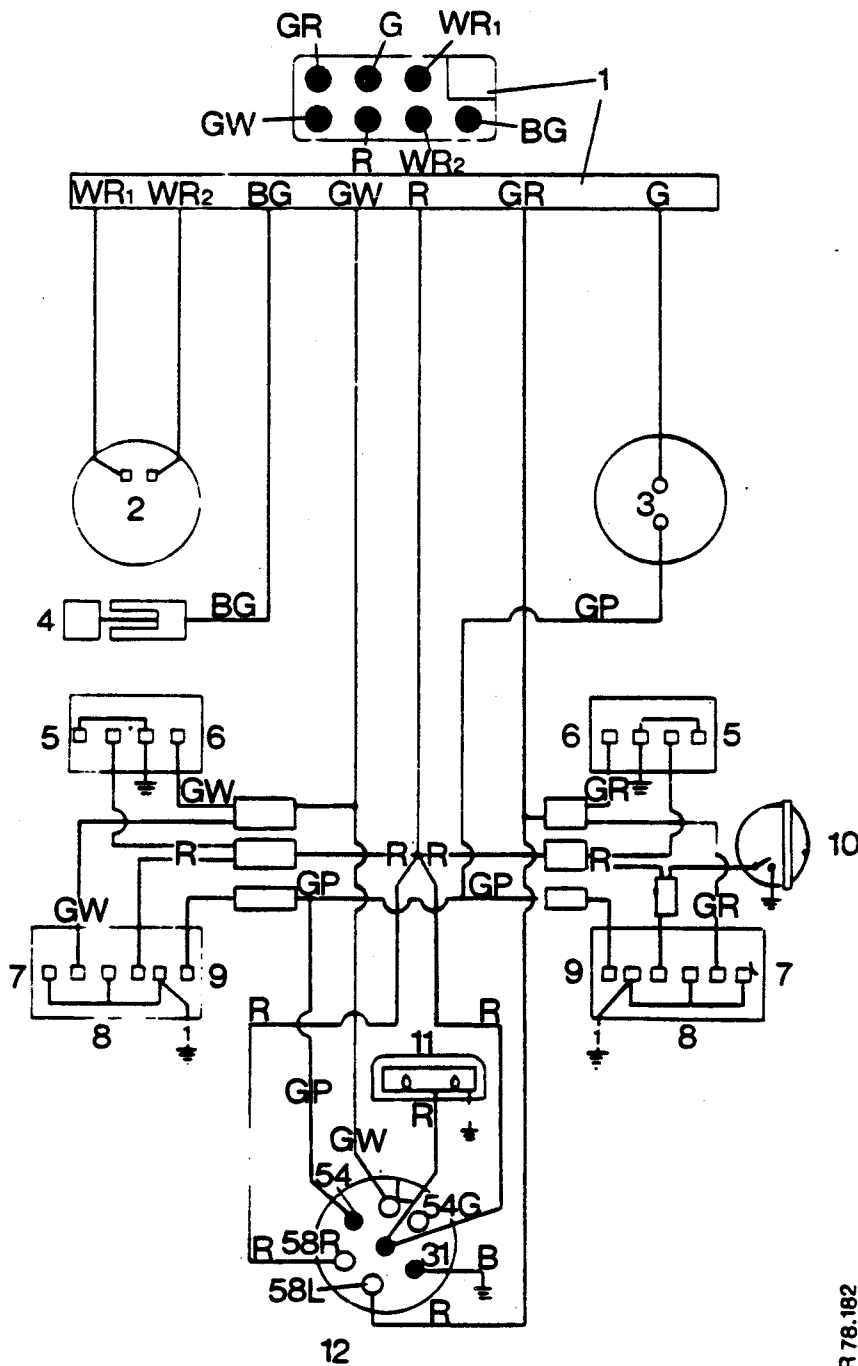 GR G WR1
1
GW BG
R WR2
WR1 WR2 BG GW R GR G
2 3
4 BG GP
5 6 6 5
GW GR
10
R R R R
GP GP
GW GR
7 9 9 7
8 8
R R
11
GP R
GW
54
54G
58R 31 B
R
58L
R
12
R 78.182